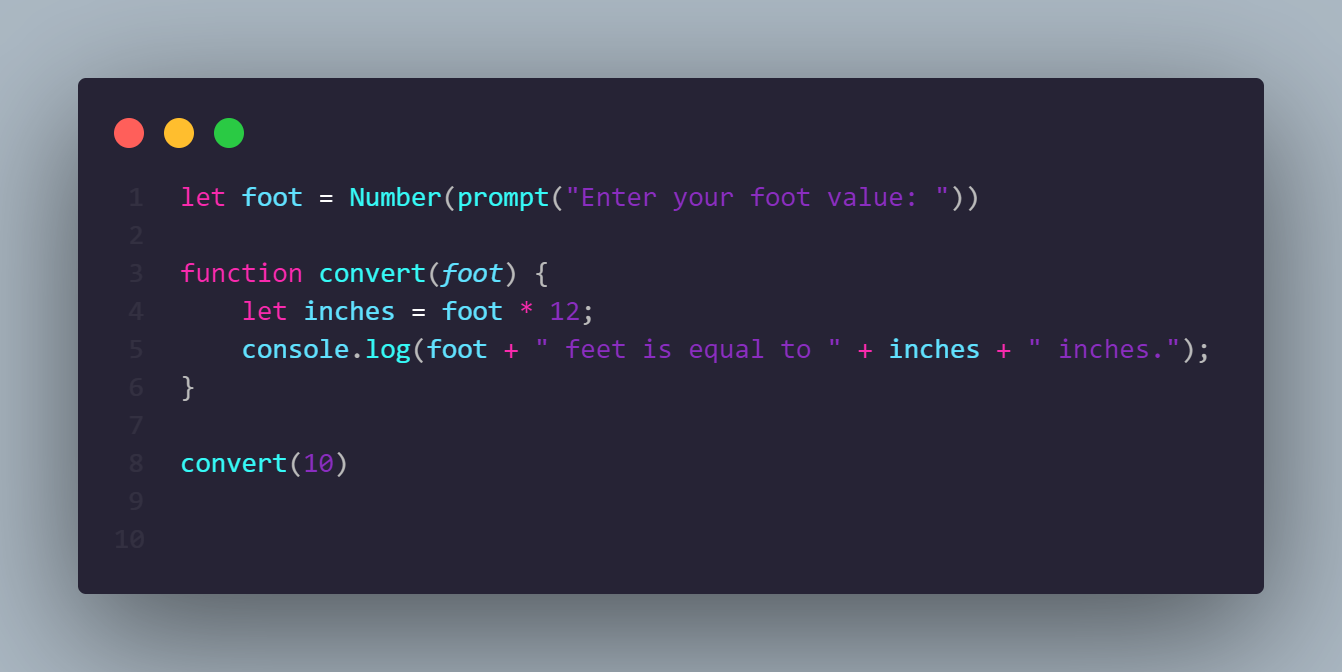 1 let foot = Number(prompt("Enter your foot value: "))
2
3 function convert(foot) {
4     let inches = foot * 12;
5     console.log(foot + " feet is equal to " + inches + " inches.");
6 }
7
8 convert(10)
9
10